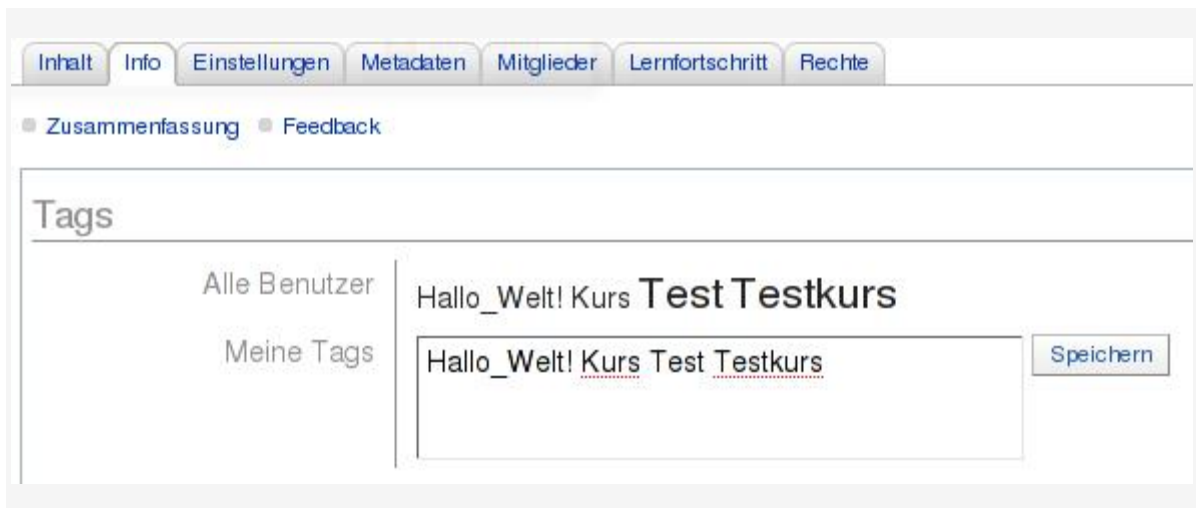 Inhalt Info Einstellungen Metadaten Mitglieder Lernfortschritt Rechte
Zusammenfassung Feedback
Tags
Alle Benutzer Hallo_Welt! Kurs Test Testkurs
Meine Tags Hallo_Welt! Kurs Test Testkurs Speichern